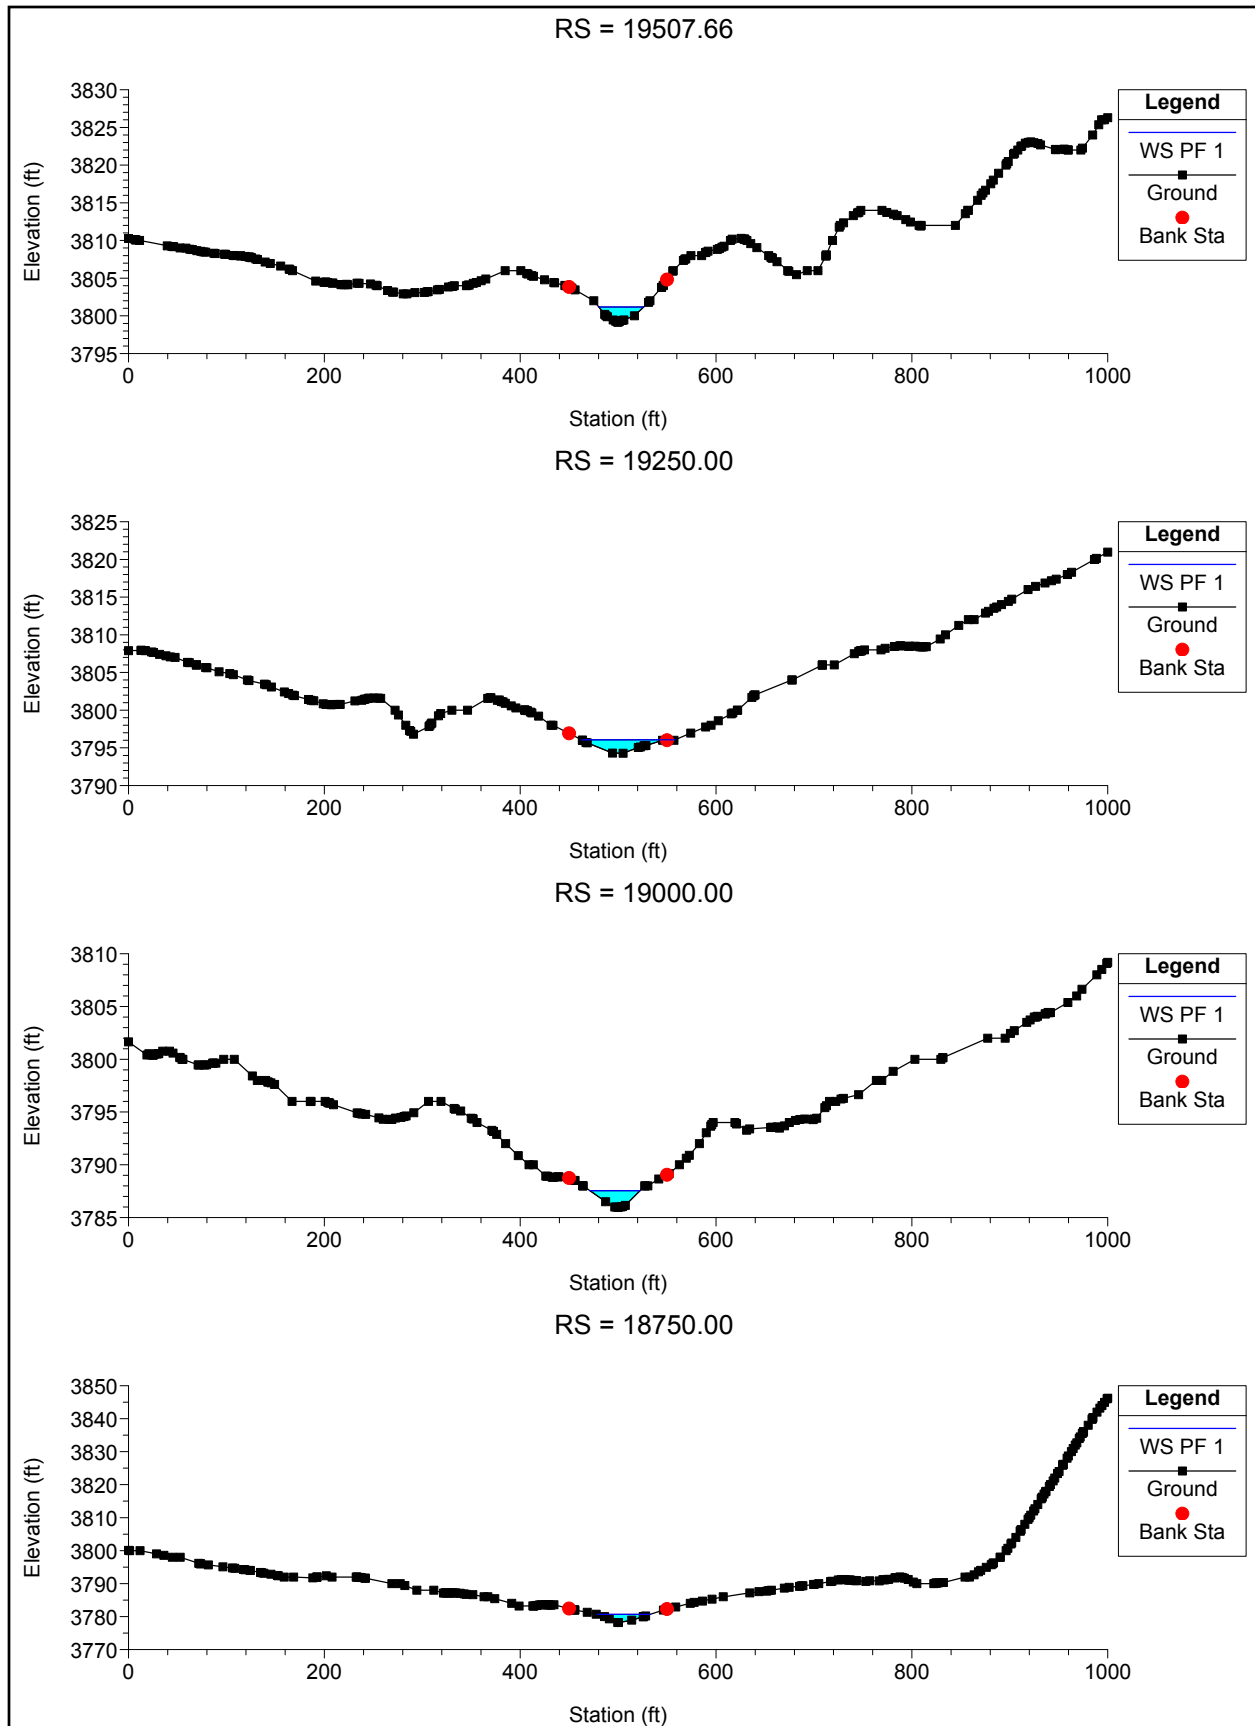 RS = 19507.66
3830
3825
3820
3815
3810
3805
3800
3795
Elevation (ft)
0 200 400 600 800 1000
Station (ft)
Legend
WS PF 1
Ground
Bank Sta
RS = 19250.00
3825
3820
3815
3810
3805
3800
3795
3790
Elevation (ft)
0 200 400 600 800 1000
Station (ft)
Legend
WS PF 1
Ground
Bank Sta
RS = 19000.00
3810
3805
3800
3795
3790
3785
Elevation (ft)
0 200 400 600 800 1000
Station (ft)
Legend
WS PF 1
Ground
Bank Sta
RS = 18750.00
3850
3840
3830
3820
3810
3800
3790
3780
3770
Elevation (ft)
0 200 400 600 800 1000
Station (ft)
Legend
WS PF 1
Ground
Bank Sta